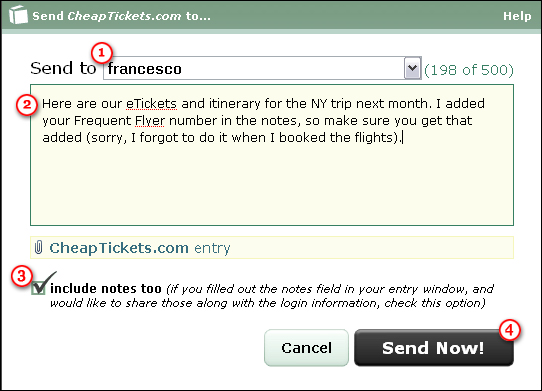 Send CheapTickets.com to... Help
1
Send to francesco (198 of 500)
2
Here are our eTickets and itinerary for the NY trip next month. I added
your Frequent Flyer number in the notes, so make sure you get that
added (sorry, I forgot to do it when I booked the flights).
CheapTickets.com entry
3
include notes too (if you filled out the notes field in your entry window, and
would like to share those along with the login information, check this option)
4
Cancel Send Now!